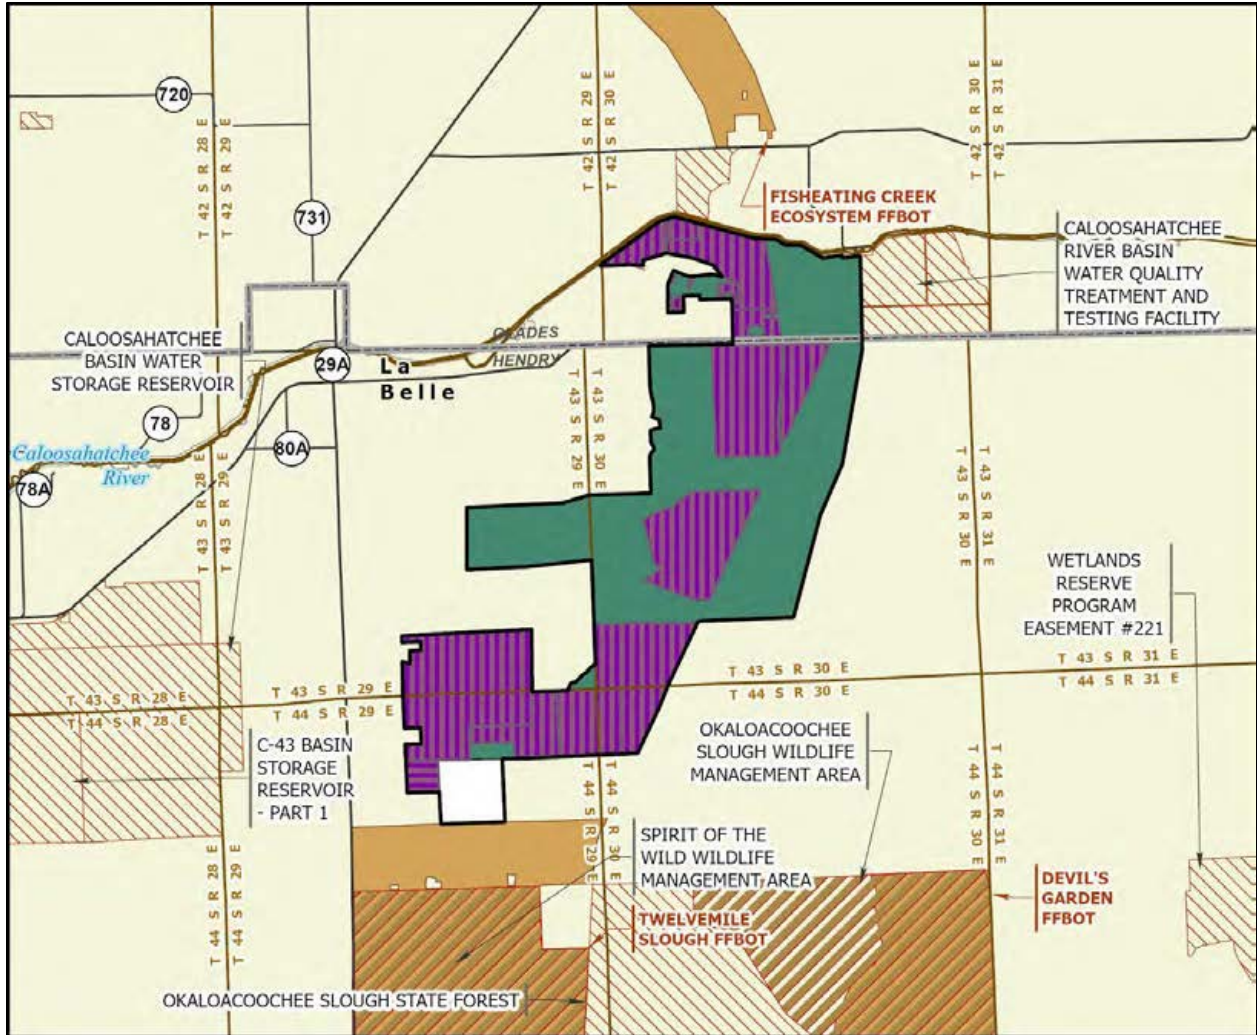 720
731
T 42 S R 28 E
T 42 S R 29 E
T 42 S R 29 E
T 42 S R 30 E
T 42 S R 30 E
T 42 S R 31 E
FISHEATING CREEK
ECOSYSTEM FFBOT
CALOOSAHATCHEE
RIVER BASIN
WATER QUALITY
TREATMENT AND
TESTING FACILITY
CALOOSAHATCHEE
BASIN WATER
STORAGE RESERVOIR
GLADES
HENDRY
29A
La
Belle
78
80A
Caloosahatchee
River
78A
T 43 S R 28 E
T 43 S R 29 E
T 43 S R 29 E
T 43 S R 30 E
T 43 S R 30 E
T 43 S R 31 E
WETLANDS
RESERVE
PROGRAM
EASEMENT #221
T 43 S R 28 E
T 44 S R 28 E
T 43 S R 29 E
T 44 S R 29 E
T 43 S R 30 E
T 44 S R 30 E
T 43 S R 31 E
T 44 S R 31 E
C-43 BASIN
STORAGE
RESERVOIR
- PART 1
OKALOACOOCHEE
SLOUGH WILDLIFE
MANAGEMENT AREA
SPIRIT OF THE
WILD WILDLIFE
MANAGEMENT AREA
T 44 S R 28 E
T 44 S R 29 E
T 44 S R 29 E
T 44 S R 30 E
T 44 S R 30 E
T 44 S R 31 E
DEVIL'S
GARDEN
FFBOT
TWELVEMILE
SLOUGH FFBOT
OKALOACOOCHEE SLOUGH STATE FOREST